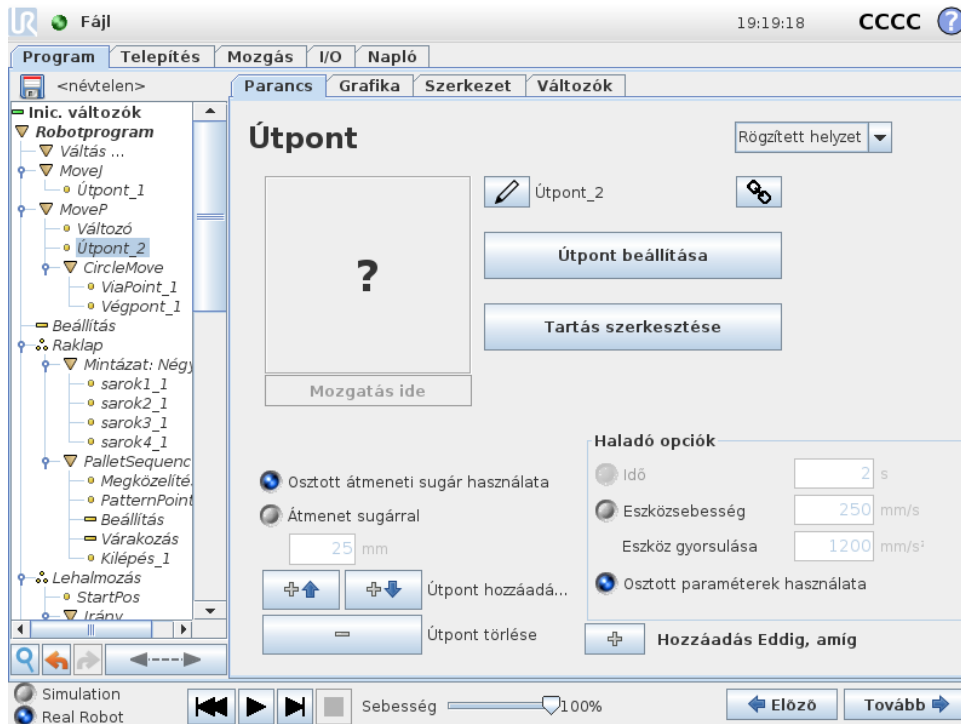 UR Fájl 19:19:18 CCCC ?
Program Telepítés Mozgás I/O Napló
<névtelen>
Parancs Grafika Szerkezet Változók
Inic. változók
Robotprogram
Váltás ...
MoveJ
Útpont_1
MoveP
Változó
Útpont_2
CircleMove
ViaPoint_1
Végpont_1
Beállítás
Raklap
Mintázat: Négy
sarok1_1
sarok2_1
sarok3_1
sarok4_1
PalletSequenc
Megközelíté
PatternPoint
Beállítás
Várakozás
Kilépés_1
Lehalmozás
StartPos
Irány
Útpont
Rögzített helyzet
Útpont_2
?
Útpont beállítása
Tartás szerkesztése
Mozgatás ide
Osztott átmeneti sugár használata
Átmenet sugárral
25 mm
Útpont hozzáadá...
Útpont törlése
Haladó opciók
Idő 2 s
Eszközsebesség 250 mm/s
Eszköz gyorsulása 1200 mm/s²
Osztott paraméterek használata
Hozzáadás Eddig, amíg
Simulation
Real Robot
Sebesség 100%
Előző Tovább